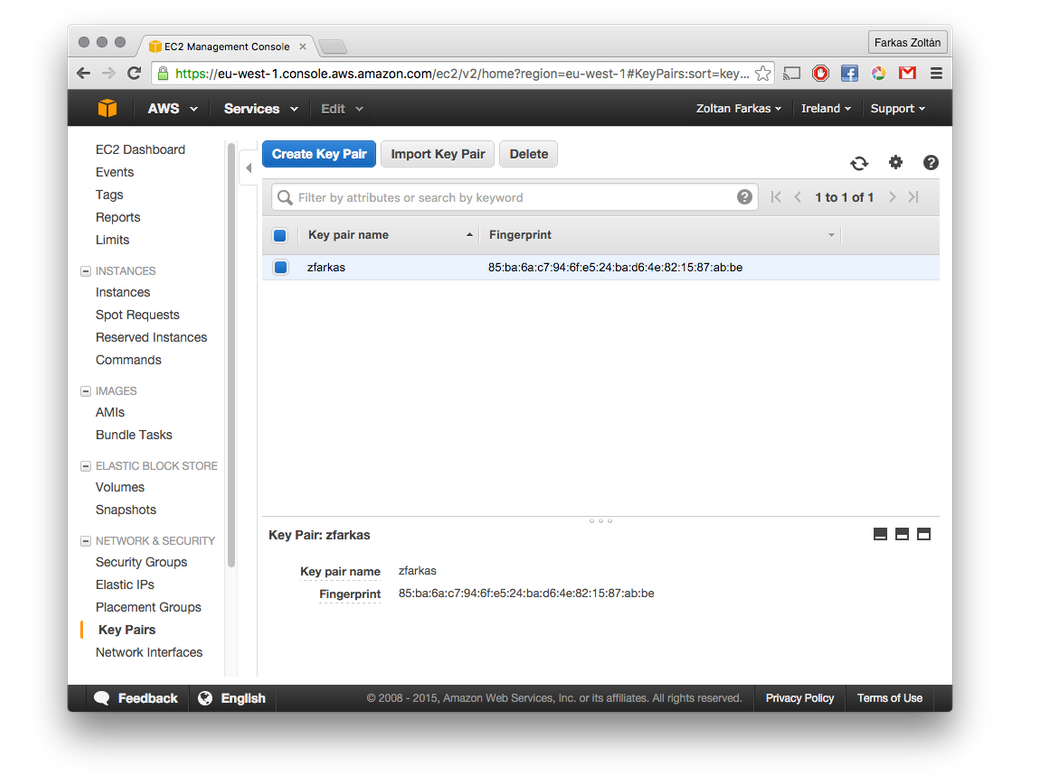 EC2 Management Console
Farkas Zoltán
https://eu-west-1.console.aws.amazon.com/ec2/v2/home?region=eu-west-1#KeyPairs:sort=key...
AWS Services Edit Zoltan Farkas Ireland Support
EC2 Dashboard
Events
Tags
Reports
Limits
INSTANCES
Instances
Spot Requests
Reserved Instances
Commands
IMAGES
AMIs
Bundle Tasks
ELASTIC BLOCK STORE
Volumes
Snapshots
NETWORK & SECURITY
Security Groups
Elastic IPs
Placement Groups
Key Pairs
Network Interfaces
Create Key Pair Import Key Pair Delete
Filter by attributes or search by keyword 1 to 1 of 1
Key pair name Fingerprint
zfarkas 85:ba:6a:c7:94:6f:e5:24:ba:d6:4e:82:15:87:ab:be
Key Pair: zfarkas
Key pair name zfarkas
Fingerprint 85:ba:6a:c7:94:6f:e5:24:ba:d6:4e:82:15:87:ab:be
Feedback English © 2008 - 2015, Amazon Web Services, Inc. or its affiliates. All rights reserved. Privacy Policy Terms of Use